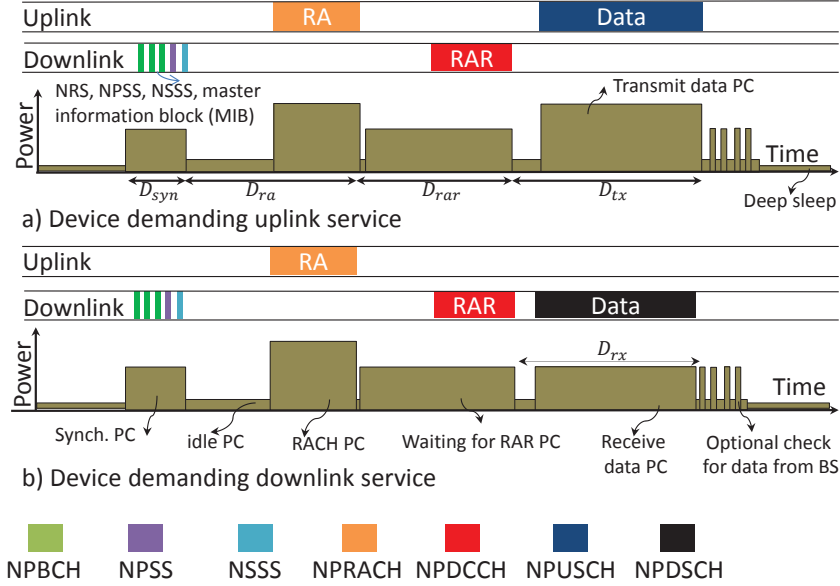 Uplink
RA
Data
Downlink
RAR
NRS, NPSS, NSSS, master
information block (MIB)
Transmit data PC
Power
Time
D_syn
D_ra
D_rar
D_tx
Deep sleep
a) Device demanding uplink service
Uplink
RA
Downlink
RAR
Data
Power
D_rx
Time
Synch. PC
idle PC
RACH PC
Waiting for RAR PC
Receive
data PC
Optional check
for data from BS
b) Device demanding downlink service
NPBCH
NPSS
NSSS
NPRACH
NPDCCH
NPUSCH
NPDSCH